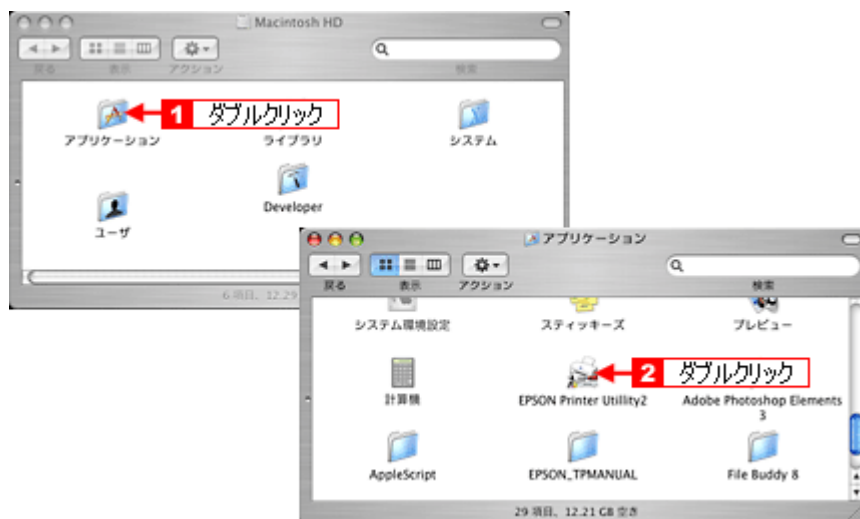 Macintosh HD
戻る 表示 アクション 検索
1 ダブルクリック
アプリケーション ライブラリ システム
ユーザ Developer
6 項目、12.29
アプリケーション
戻る 表示 アクション 検索
システム環境設定 スティッキーズ プレビュー
2 ダブルクリック
計算機 EPSON Printer Utillity2 Adobe Photoshop Elements
3
AppleScript EPSON_TPMANUAL File Buddy 8
29 項目、12.21 GB 空き